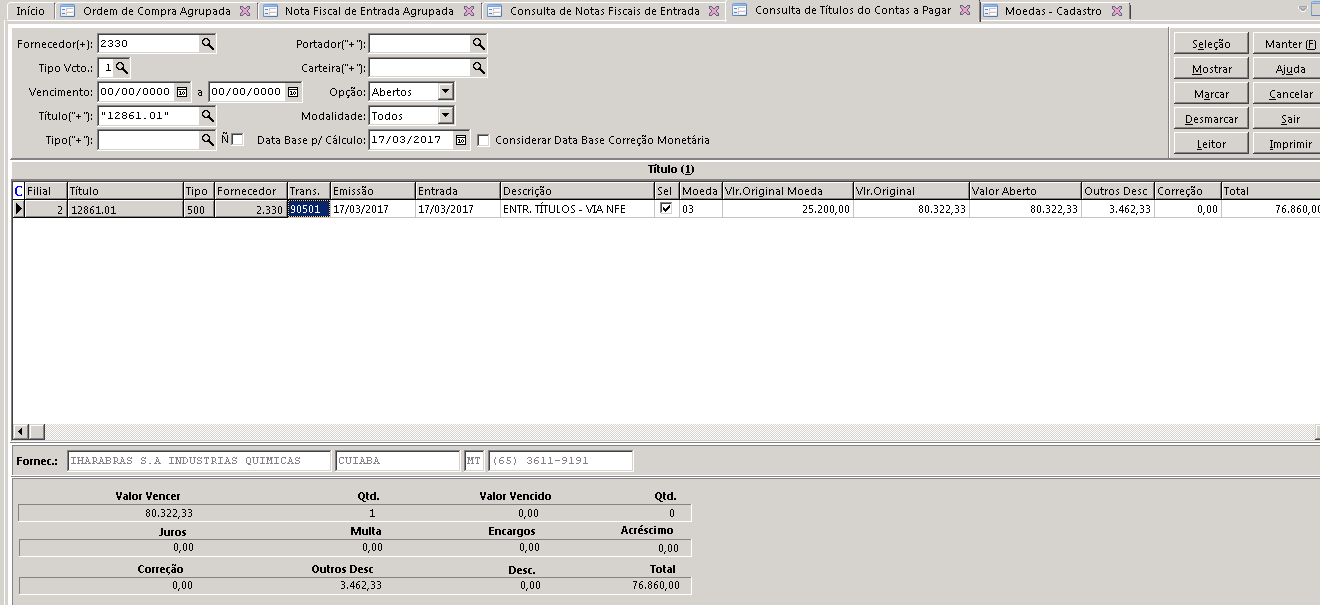 Início Ordem de Compra Agrupada Nota Fiscal de Entrada Agrupada Consulta de Notas Fiscais de Entrada Consulta de Títulos do Contas a Pagar Moedas - Cadastro
Fornecedor(+): 2330 Portador("+"): Seleção Manter (F)
Tipo Vcto.: 1 Carteira("+"): Mostrar Ajuda
Vencimento: 00/00/0000 a 00/00/0000 Opção: Abertos Marcar Cancelar
Título("+"): "12861.01" Modalidade: Todos Desmarcar Sair
Tipo("+"): Ñ Data Base p/ Cálculo: 17/03/2017 Considerar Data Base Correção Monetária Leitor Imprimir
Título (1)
C Filial Título Tipo Fornecedor Trans. Emissão Entrada Descrição Sel Moeda Vlr.Original Moeda Vlr.Original Valor Aberto Outros Desc Correção Total
2 12861.01 500 2.330 90501 17/03/2017 17/03/2017 ENTR. TÍTULOS - VIA NFE 03 25.200,00 80.322,33 80.322,33 3.462,33 0,00 76.860,00
Fornec.: IHARABRAS S.A INDUSTRIAS QUIMICAS CUIABA MT (65) 3611-9191
Valor Vencer Qtd. Valor Vencido Qtd.
80.322,33 1 0,00 0
Juros Multa Encargos Acréscimo
0,00 0,00 0,00 0,00
Correção Outros Desc Desc. Total
0,00 3.462,33 0,00 76.860,00